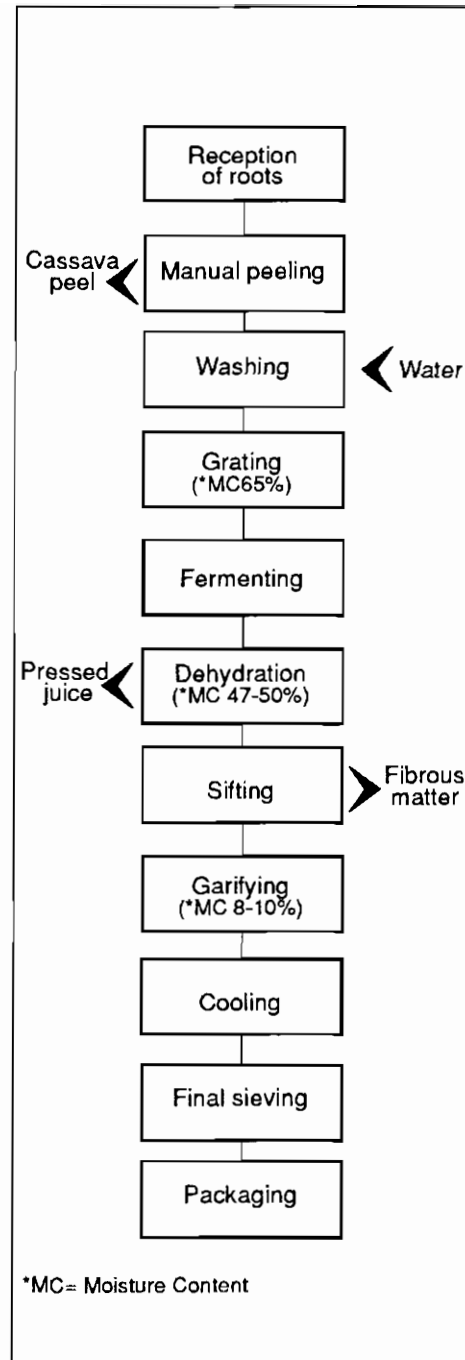 Reception
of roots
Cassava
peel
Manual peeling
Washing
Water
Grating
(*MC65%)
Fermenting
Pressed
juice
Dehydration
(*MC 47-50%)
Sifting
Fibrous
matter
Garifying
(*MC 8-10%)
Cooling
Final sieving
Packaging
*MC= Moisture Content